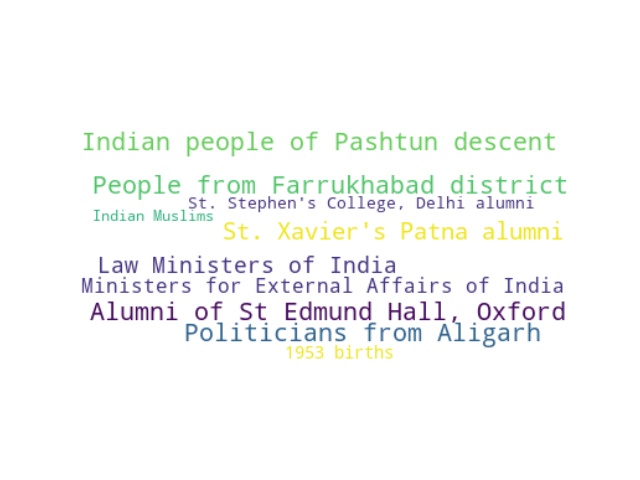 Indian people of Pashtun descent
People from Farrukhabad district
St. Stephen's College, Delhi alumni
Indian Muslims
St. Xavier's Patna alumni
Law Ministers of India
Ministers for External Affairs of India
Alumni of St Edmund Hall, Oxford
Politicians from Aligarh
1953 births